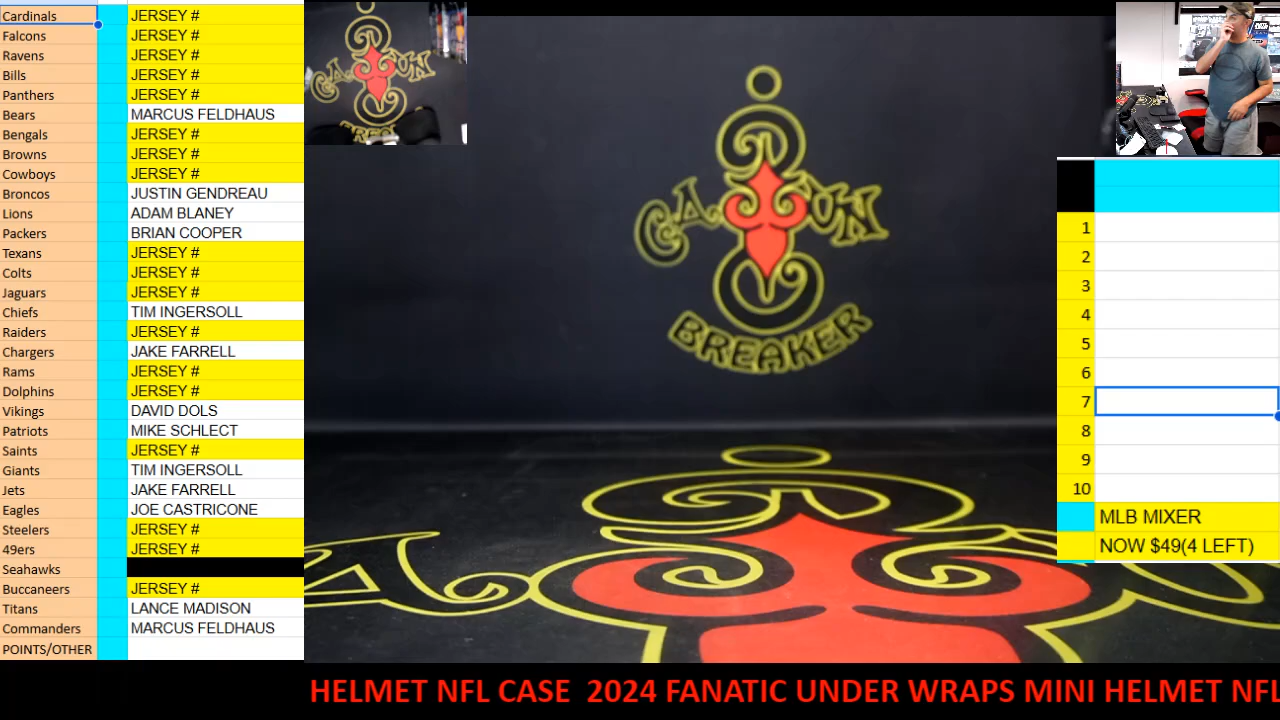 Cardinals JERSEY #
Falcons JERSEY #
Ravens JERSEY #
Bills JERSEY #
Panthers JERSEY #
Bears MARCUS FELDHAUS
Bengals JERSEY #
Browns JERSEY #
Cowboys JERSEY #
Broncos JUSTIN GENDREAU
Lions ADAM BLANEY
Packers BRIAN COOPER
Texans JERSEY #
Colts JERSEY #
Jaguars JERSEY #
Chiefs TIM INGERSOLL
Raiders JERSEY #
Chargers JAKE FARRELL
Rams JERSEY #
Dolphins JERSEY #
Vikings DAVID DOLS
Patriots MIKE SCHLECT
Saints JERSEY #
Giants TIM INGERSOLL
Jets JAKE FARRELL
Eagles JOE CASTRICONE
Steelers JERSEY #
49ers JERSEY #
Seahawks
Buccaneers JERSEY #
Titans LANCE MADISON
Commanders MARCUS FELDHAUS
POINTS/OTHER
CAJUN
BREAKER
CAJUN
BREAKER
1
2
3
4
5
6
7
8
9
10
MLB MIXER
NOW $49(4 LEFT)
HELMET NFL CASE 2024 FANATIC UNDER WRAPS MINI HELMET NFL